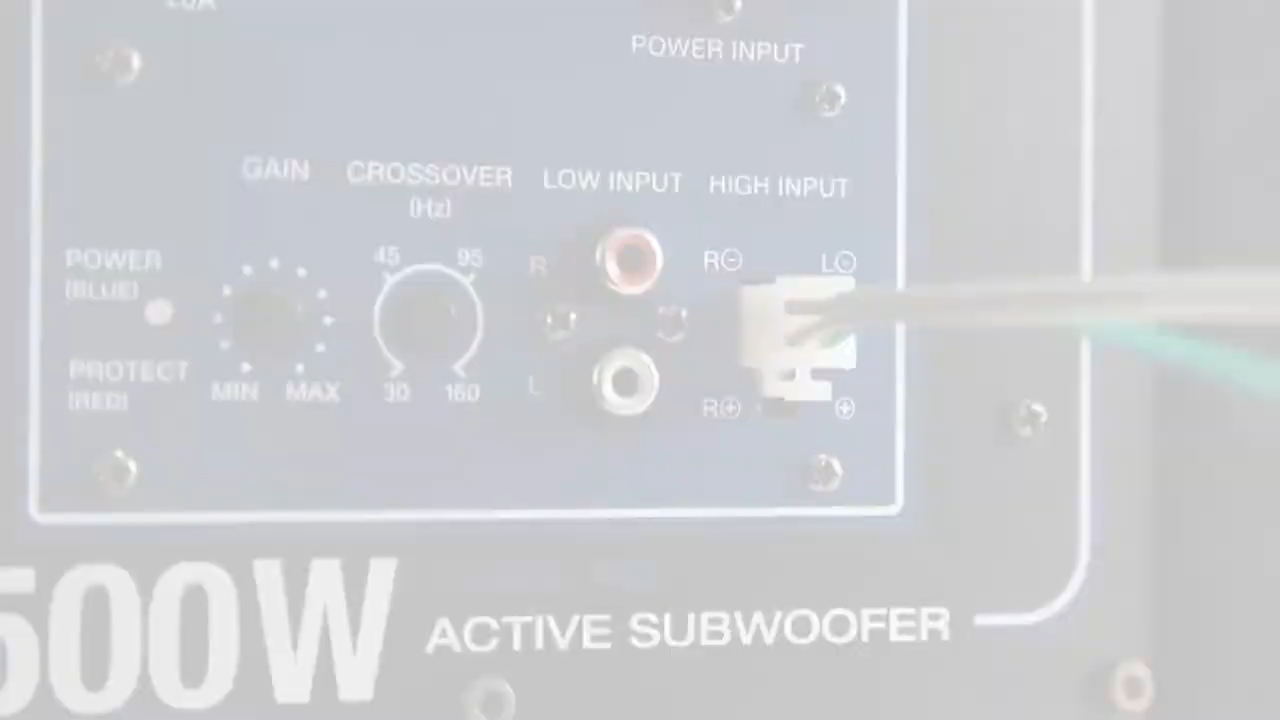 20A
POWER INPUT
GAIN
CROSSOVER
(Hz)
LOW INPUT
HIGH INPUT
POWER
(BLUE)
45
95
R
R⊖
L⊖
PROTECT
(RED)
MIN
MAX
30
160
L
R⊕
⊕
500W
ACTIVE SUBWOOFER